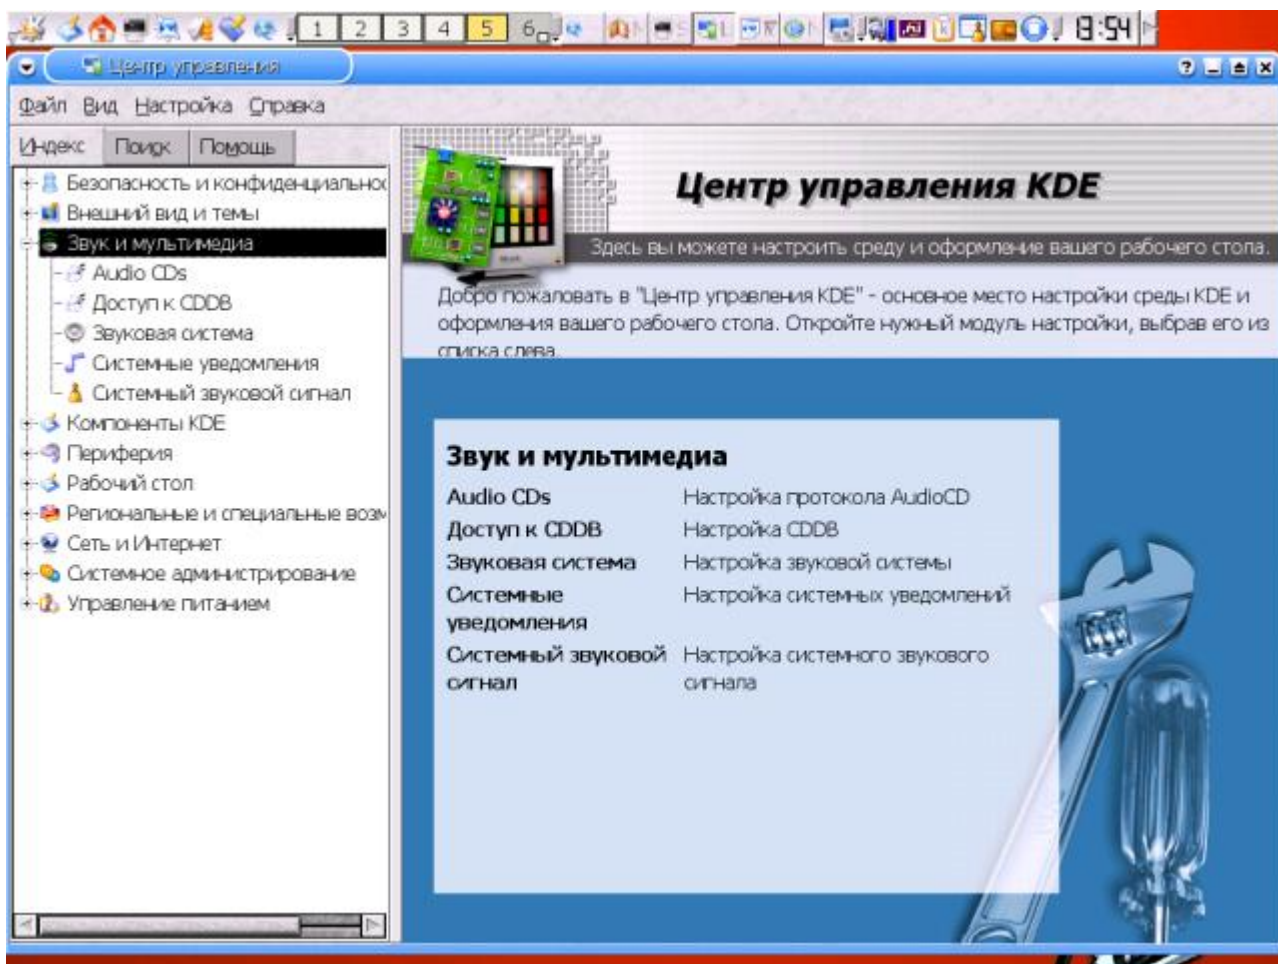 1 2 3 4 5 6 13:54
Центр управления
Файл Вид Настройка Справка
Индекс Поиск Помощь
Безопасность и конфиденциальнос
Внешний вид и темы
Звук и мультимедиа
Audio CDs
Доступ к CDDB
Звуковая система
Системные уведомления
Системный звуковой сигнал
Компоненты KDE
Периферия
Рабочий стол
Региональные и специальные возм
Сеть и Интернет
Системное администрирование
Управление питанием
Центр управления KDE
Здесь вы можете настроить среду и оформление вашего рабочего стола.
Добро пожаловать в "Центр управления KDE" - основное место настройки среды KDE и
оформления вашего рабочего стола. Откройте нужный модуль настройки, выбрав его из
списка слева.
Звук и мультимедиа
Audio CDs Настройка протокола AudioCD
Доступ к CDDB Настройка CDDB
Звуковая система Настройка звуковой системы
Системные Настройка системных уведомлений
уведомления
Системный звуковой Настройка системного звукового
сигнал сигнала